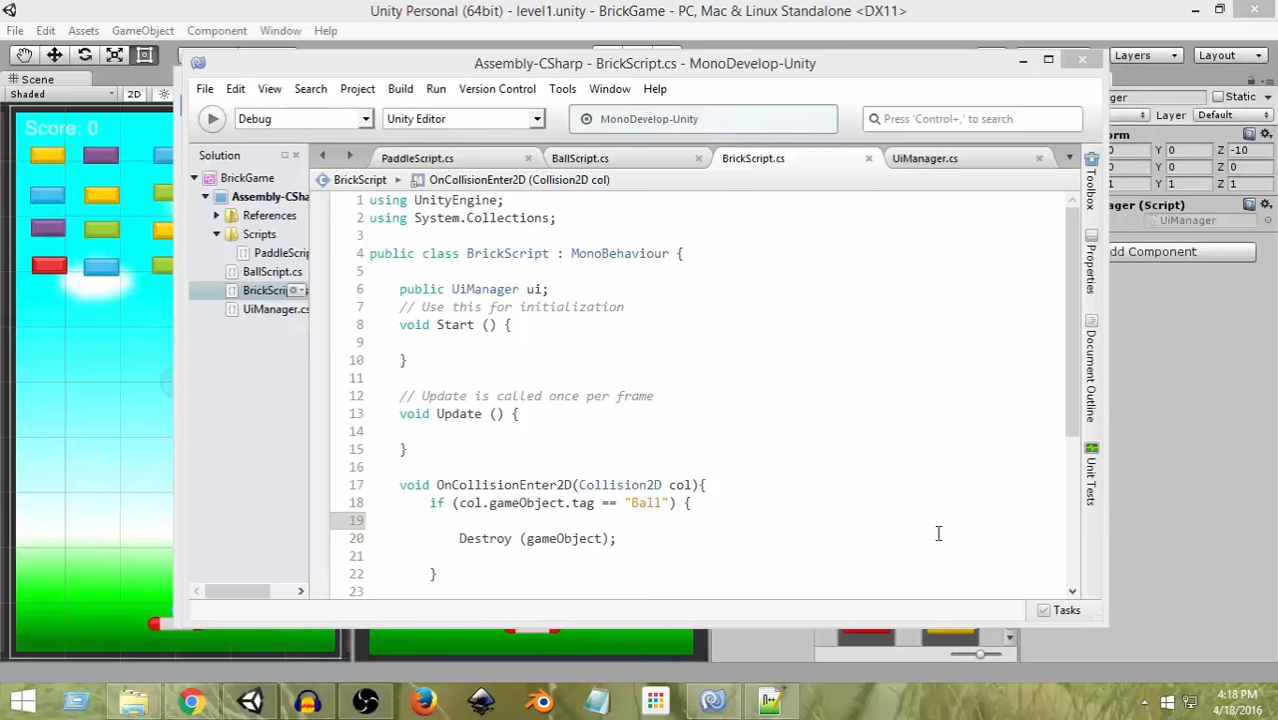 Unity Personal (64bit) - level1.unity - BrickGame - PC, Mac & Linux Standalone <DX11>
File Edit Assets GameObject Component Window Help
Layers Layout
Scene
Shaded 2D
Score: 0
Assembly-CSharp - BrickScript.cs - MonoDevelop-Unity
File Edit View Search Project Build Run Version Control Tools Window Help
Debug Unity Editor MonoDevelop-Unity Press 'Control+,' to search
Solution
PaddleScript.cs BallScript.cs BrickScript.cs UiManager.cs
BrickScript OnCollisionEnter2D (Collision2D col)
BrickGame
Assembly-CSha
References
Scripts
PaddleScrip
BallScript.cs
BrickScrip
UiManager.cs
1 using UnityEngine;
2 using System.Collections;
3
4 public class BrickScript : MonoBehaviour {
5
6 public UiManager ui;
7 // Use this for initialization
8 void Start () {
9
10 }
11
12 // Update is called once per frame
13 void Update () {
14
15 }
16
17 void OnCollisionEnter2D(Collision2D col){
18 if (col.gameObject.tag == "Ball") {
19
20 Destroy (gameObject);
21
22 }
23
Toolbox
Properties
Document Outline
Unit Tests
Tasks
ger Static
Layer Default
orm
0 Y 0 Z -10
0 Y 0 Z 0
1 Y 1 Z 1
ager (Script)
UiManager
dd Component
4:18 PM
4/18/2016